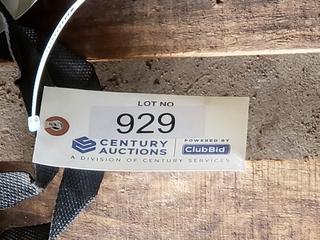 LOT NO
929
CENTURY AUCTIONS
POWERED BY
ClubBid
A DIVISION OF CENTURY SERVICES